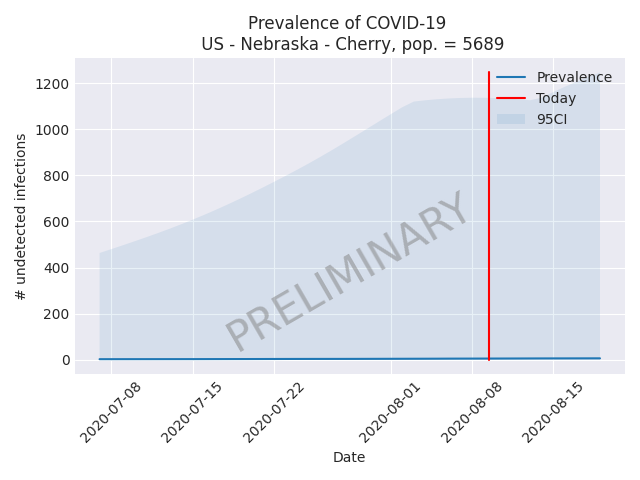 Prevalence of COVID-19
US - Nebraska - Cherry, pop. = 5689
Prevalence
Today
95CI
1200
1000
800
600
400
200
0
# undetected infections
PRELIMINARY
2020-07-08
2020-07-15
2020-07-22
2020-08-01
2020-08-08
2020-08-15
Date